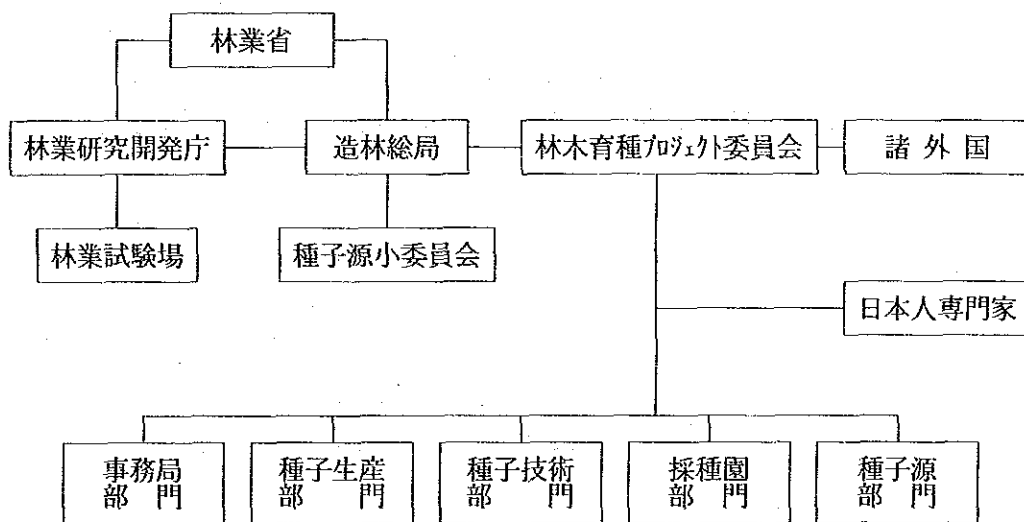 林業省
林業研究開発庁
造林総局
林木育種プロジェクト委員会
諸外国
林業試験場
種子源小委員会
日本人専門家
事務局
部門
種子生産
部門
種子技術
部門
採種園
部門
種子源
部門